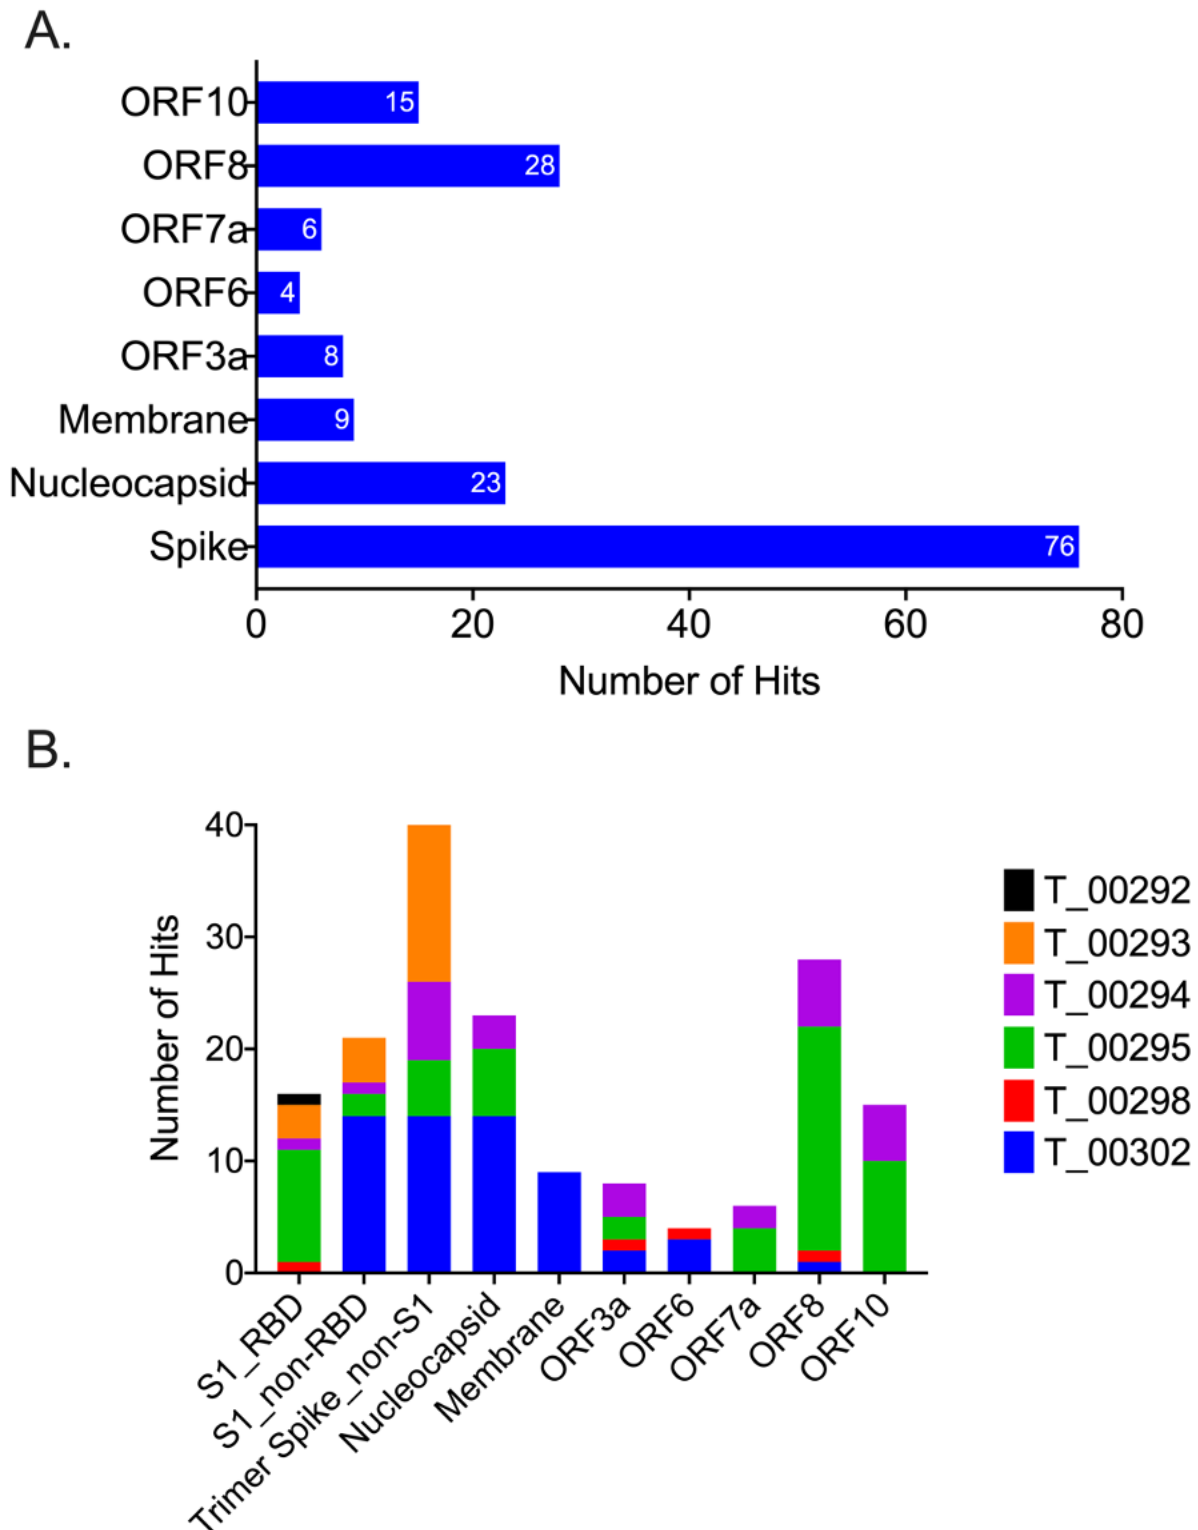 A.
ORF10 15
ORF8 28
ORF7a 6
ORF6 4
ORF3a 8
Membrane 9
Nucleocapsid 23
Spike 76
0 20 40 60 80
Number of Hits
B.
Number of Hits
40
30
20
10
0
S1_RBD
S1_non-RBD
Trimer Spike_non-S1
Nucleocapsid
Membrane
ORF3a
ORF6
ORF7a
ORF8
ORF10
T_00292
T_00293
T_00294
T_00295
T_00298
T_00302